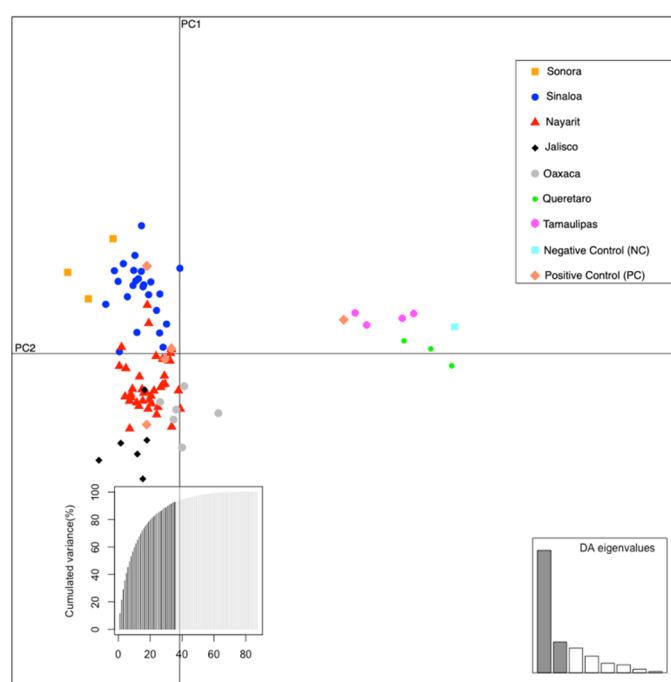 PC1
Sonora
Sinaloa
Nayarit
Jalisco
Oaxaca
Queretaro
Tamaulipas
Negative Control (NC)
Positive Control (PC)
PC2
Cumulated variance(%)
100
80
60
40
20
0
0 20 40 60 80
DA eigenvalues